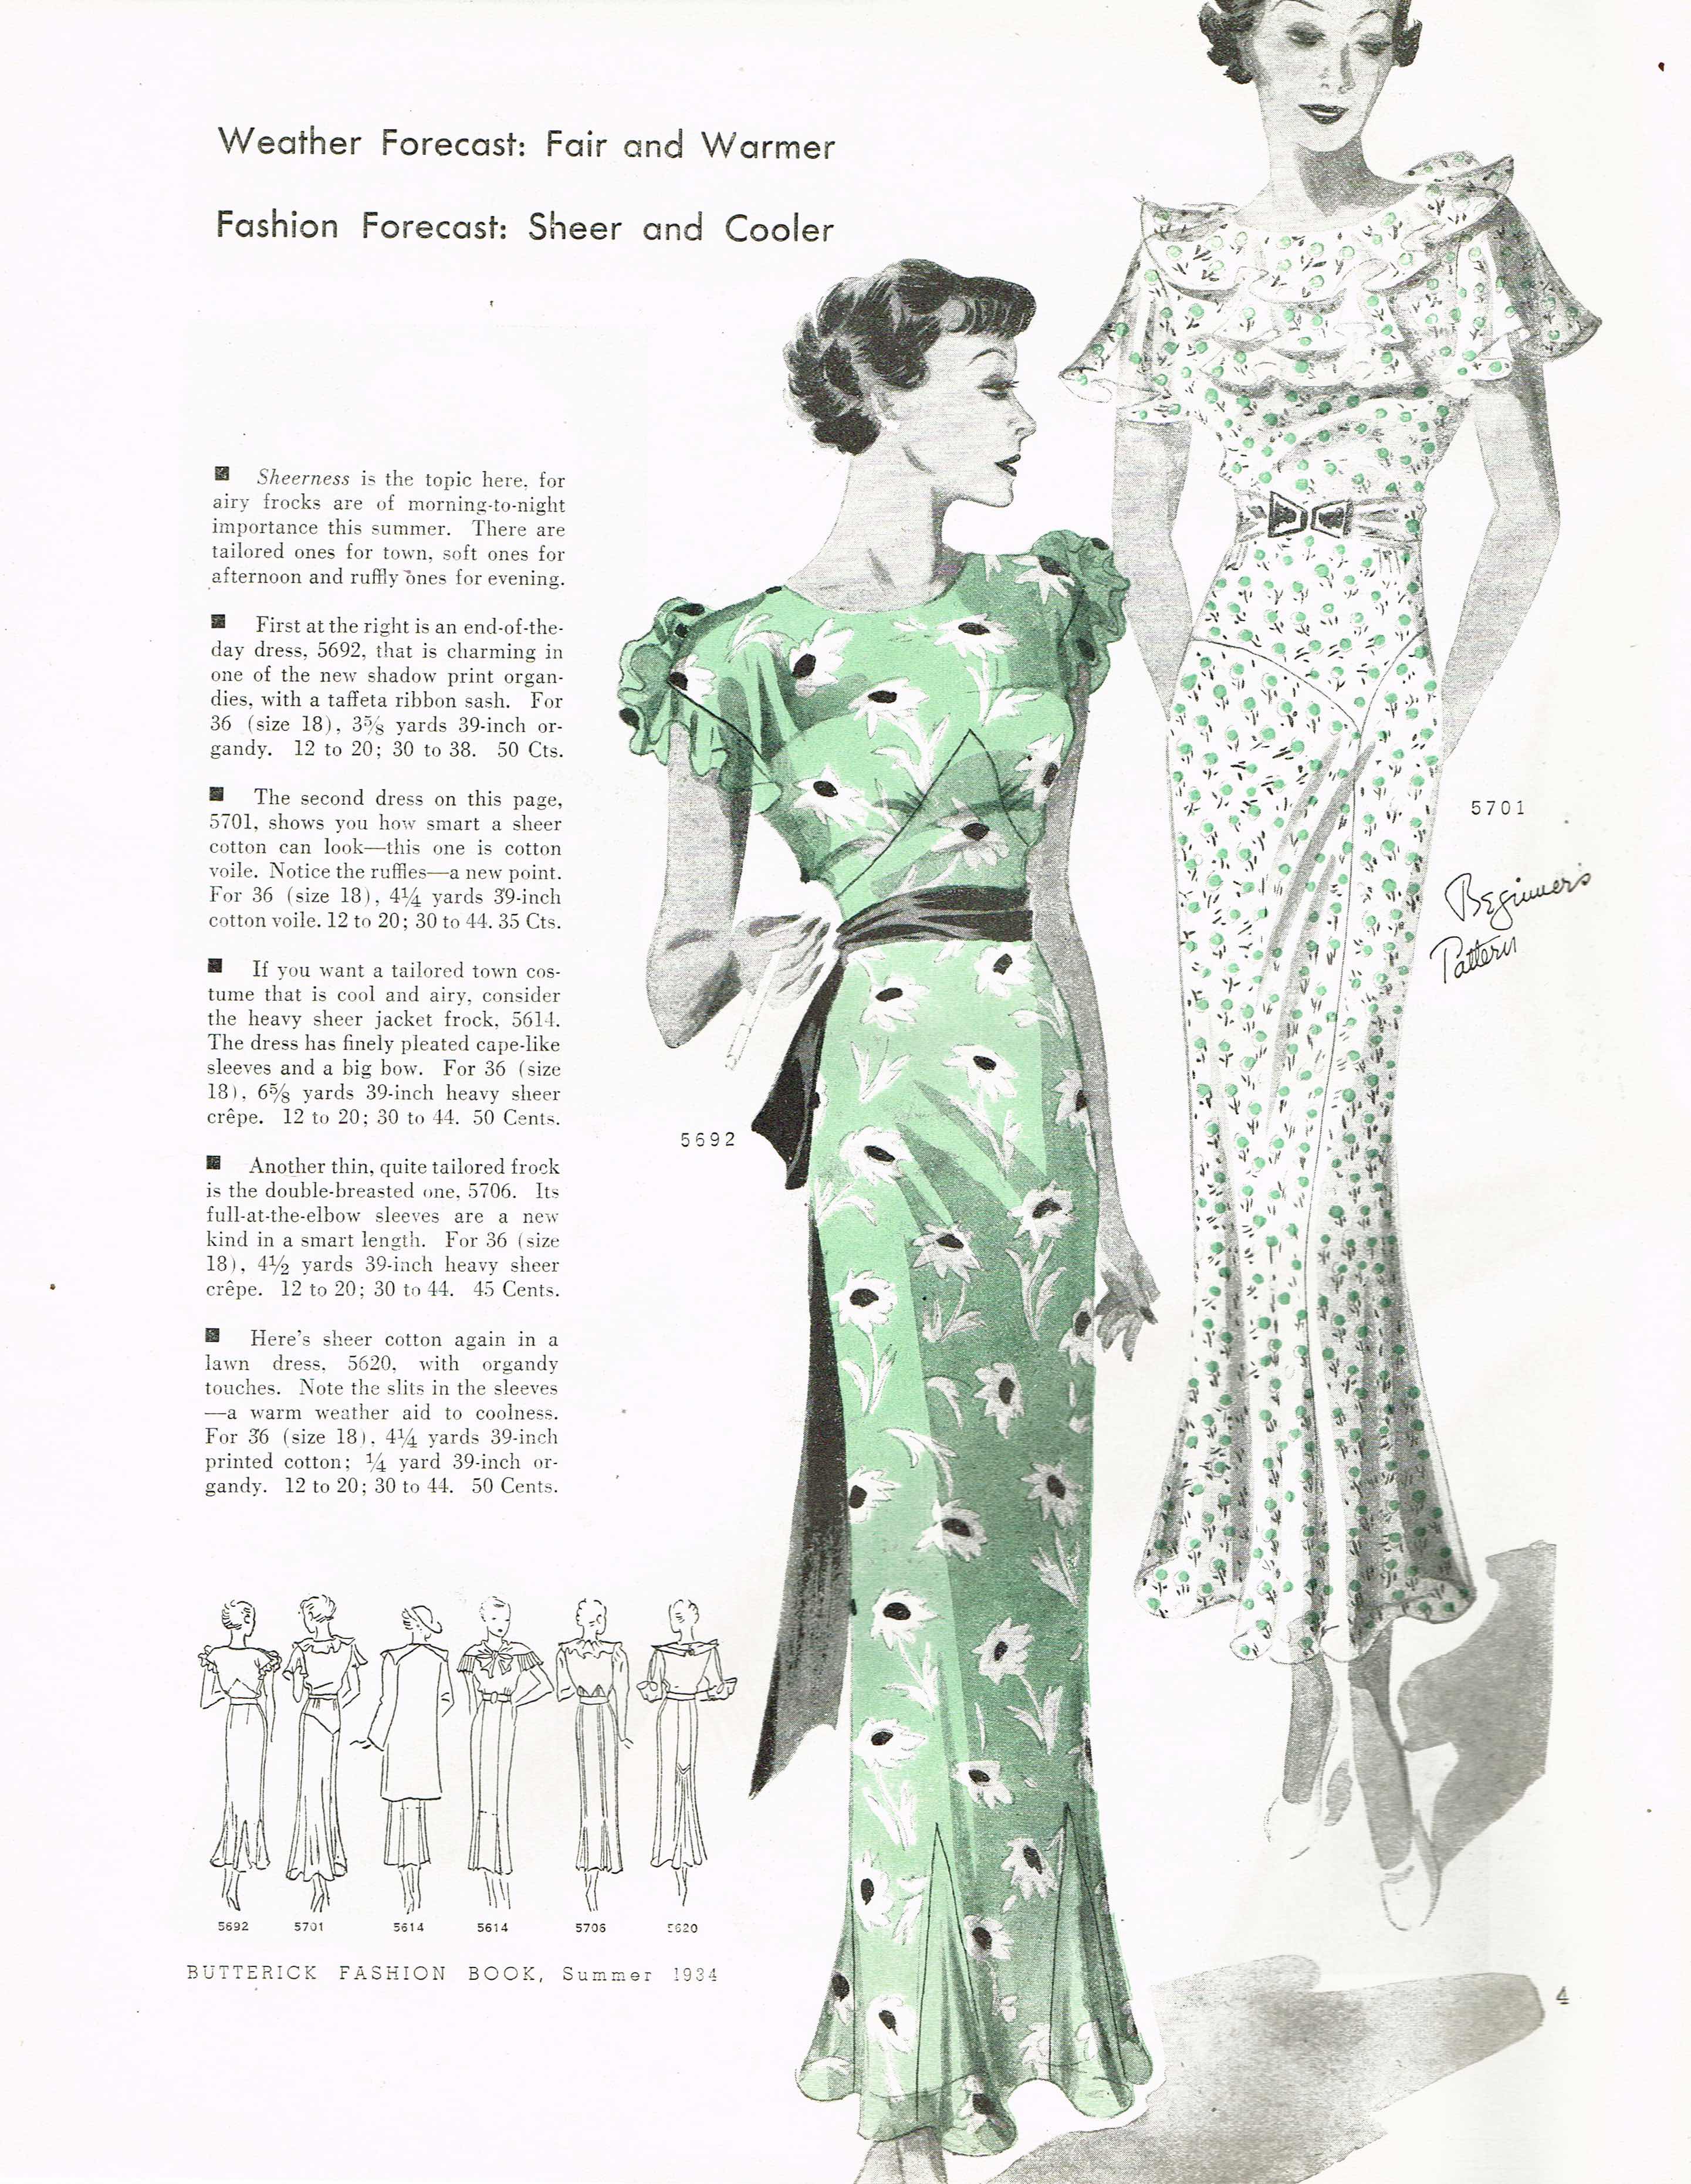 Weather Forecast: Fair and Warmer
Fashion Forecast: Sheer and Cooler
■ Sheerness is the topic here, for
airy frocks are of morning-to-night
importance this summer. There are
tailored ones for town, soft ones for
afternoon and ruffly ones for evening.
■ First at the right is an end-of-the-
day dress, 5692, that is charming in
one of the new shadow print organ-
dies, with a taffeta ribbon sash. For
36 (size 18), 3⅝ yards 39-inch or-
gandy. 12 to 20; 30 to 38. 50 Cts.
■ The second dress on this page,
5701, shows you how smart a sheer
cotton can look—this one is cotton
voile. Notice the ruffles—a new point.
For 36 (size 18), 4¼ yards 39-inch
cotton voile. 12 to 20; 30 to 44. 35 Cts.
■ If you want a tailored town cos-
tume that is cool and airy, consider
the heavy sheer jacket frock, 5614.
The dress has finely pleated cape-like
sleeves and a big bow. For 36 (size
18), 6⅝ yards 39-inch heavy sheer
crêpe. 12 to 20; 30 to 44. 50 Cents.
■ Another thin, quite tailored frock
is the double-breasted one, 5706. Its
full-at-the-elbow sleeves are a new
kind in a smart length. For 36 (size
18), 4½ yards 39-inch heavy sheer
crêpe. 12 to 20; 30 to 44. 45 Cents.
■ Here's sheer cotton again in a
lawn dress, 5620, with organdy
touches. Note the slits in the sleeves
—a warm weather aid to coolness.
For 36 (size 18), 4¼ yards 39-inch
printed cotton; ¼ yard 39-inch or-
gandy. 12 to 20; 30 to 44. 50 Cents.
5701
Beginner's
Pattern
5692
5692 5701 5614 5614 5706 5620
BUTTERICK FASHION BOOK, Summer 1934
4